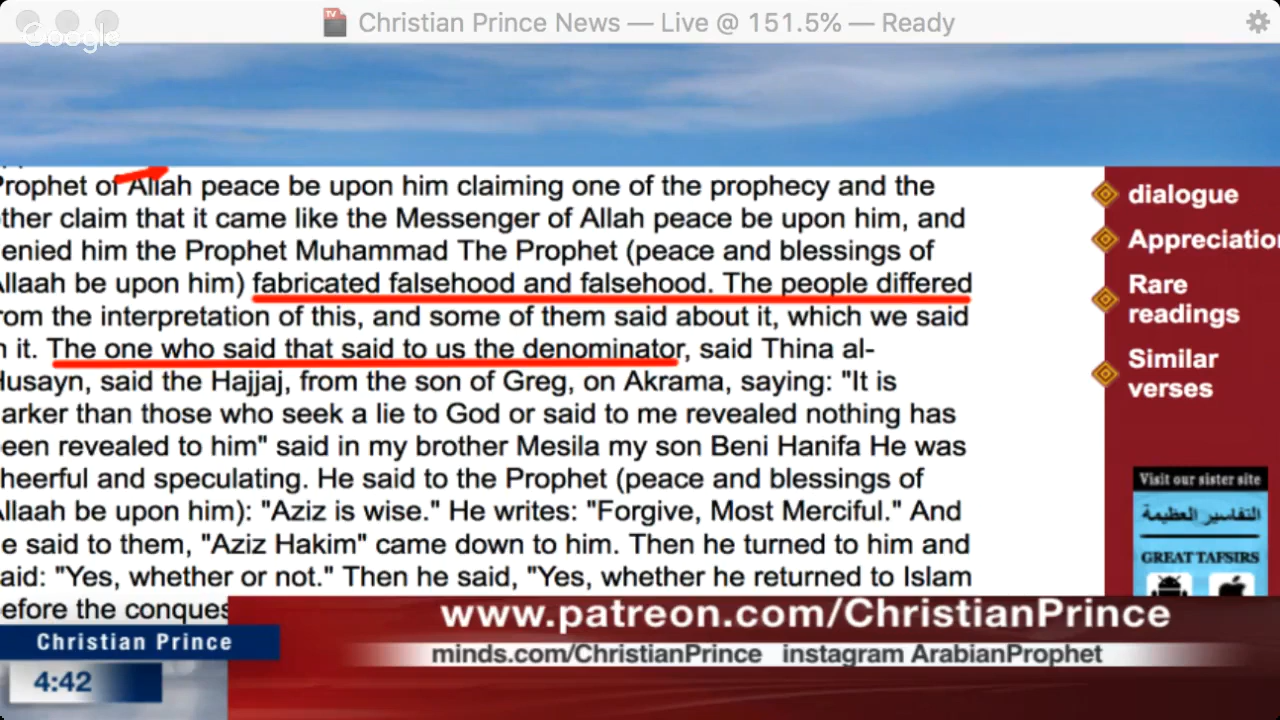 Google
TV
Christian Prince News — Live @ 151.5% — Ready
Prophet of Allah peace be upon him claiming one of the prophecy and the
other claim that it came like the Messenger of Allah peace be upon him, and
enied him the Prophet Muhammad The Prophet (peace and blessings of
Allaah be upon him) fabricated falsehood and falsehood. The people differed
rom the interpretation of this, and some of them said about it, which we said
n it. The one who said that said to us the denominator, said Thina al-
Husayn, said the Hajjaj, from the son of Greg, on Akrama, saying: "It is
arker than those who seek a lie to God or said to me revealed nothing has
een revealed to him" said in my brother Mesila my son Beni Hanifa He was
heerful and speculating. He said to the Prophet (peace and blessings of
Allaah be upon him): "Aziz is wise." He writes: "Forgive, Most Merciful." And
e said to them, "Aziz Hakim" came down to him. Then he turned to him and
aid: "Yes, whether or not." Then he said, "Yes, whether he returned to Islam
efore the conques
dialogue
Appreciation
Rare
readings
Similar
verses
Visit our sister site
التفاسير العظيمة
GREAT TAFSIRS
www.patreon.com/ChristianPrince
minds.com/ChristianPrince instagram ArabianProphet
Christian Prince
4:42